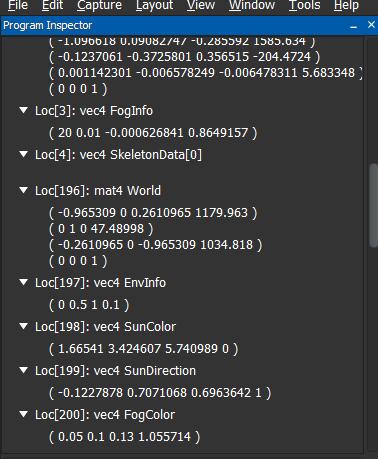 File Edit Capture Layout Window Tools Help
Program Inspector
( -1.096618 0.09082747 -0.285592 1585.634 )
( -0.1237061 -0.3725801 0.356515 -204.4724 )
( 0.001142301 -0.006578249 -0.006478311 5.683348 )
( 0 0 0 1 )
Loc[3]: vec4 FogInfo
( 20 0.01 -0.000626841 0.8649157 )
Loc[4]: vec4 SkeletonData[0]
Loc[196]: mat4 World
( -0.965309 0 0.2610965 1179.963 )
( 0 1 0 47.48998 )
( -0.2610965 0 -0.965309 1034.818 )
( 0 0 0 1 )
Loc[197]: vec4 EnvInfo
( 0 0.5 1 0.1 )
Loc[198]: vec4 SunColor
( 1.66541 3.424607 5.740989 0 )
Loc[199]: vec4 SunDirection
( -0.1227878 0.7071068 0.6963642 1 )
Loc[200]: vec4 FogColor
( 0.05 0.1 0.13 1.055714 )